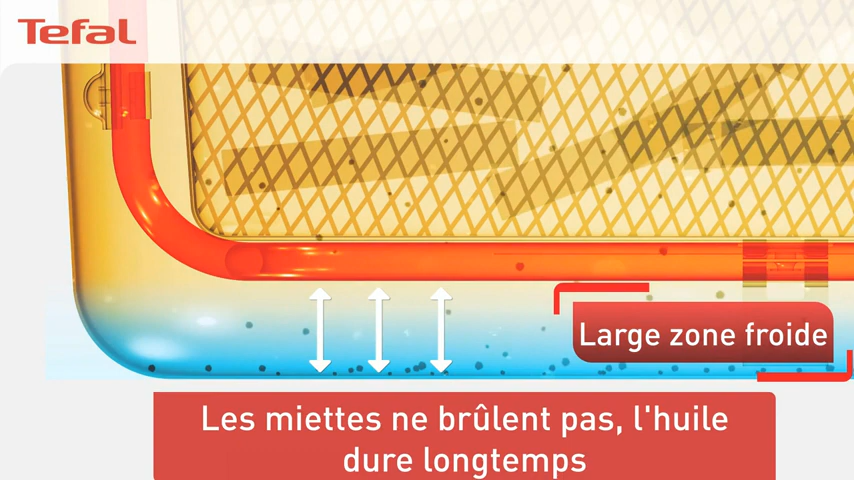 Tefal
Large zone froide
Les miettes ne brûlent pas, l'huile
dure longtemps